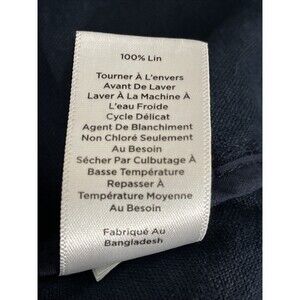 100% Lin
Tourner À L'envers
Avant De Laver
Laver À La Machine À
L'eau Froide
Cycle Délicat
Agent De Blanchiment
Non Chloré Seulement
Au Besoin
Sécher Par Culbutage À
Basse Température
Repasser À
Température Moyenne
Au Besoin
Fabriqué Au
Bangladesh